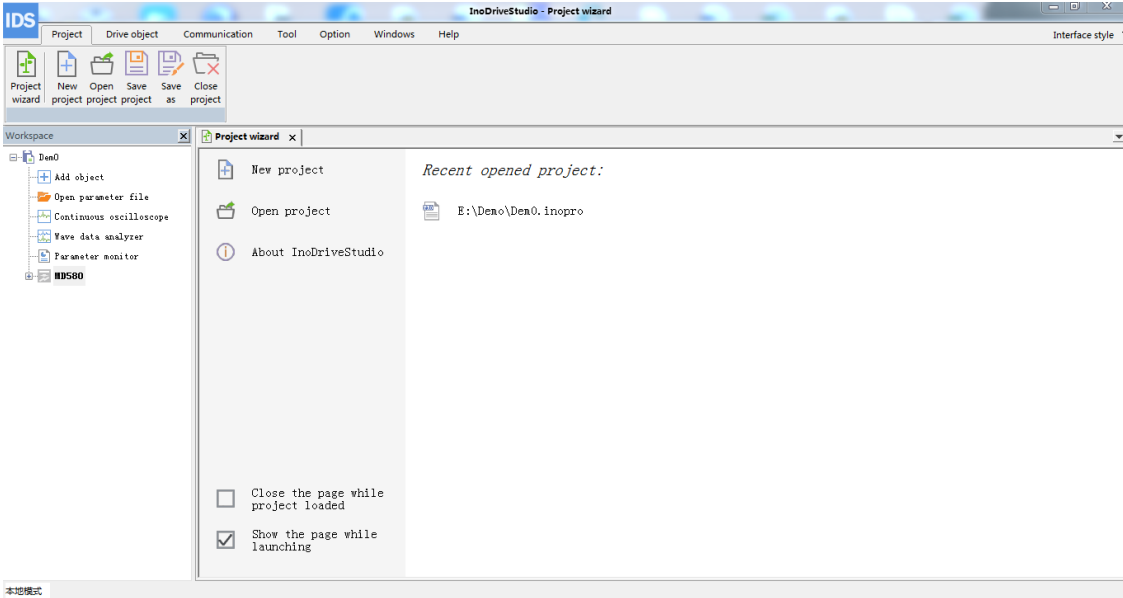 InoDriveStudio - Project wizard
IDS
Project
Drive object
Communication
Tool
Option
Windows
Help
Interface style
Project
wizard
New
project
Open
project
Save
project
Save
as
Close
project
Workspace
Project wizard
Dem0
Add object
Open parameter file
Continuous oscilloscope
Wave data analyzer
Parameter monitor
MD580
New project
Open project
About InoDriveStudio
Recent opened project:
E:\Demo\Dem0.inopro
Close the page while
project loaded
Show the page while
launching
本地模式